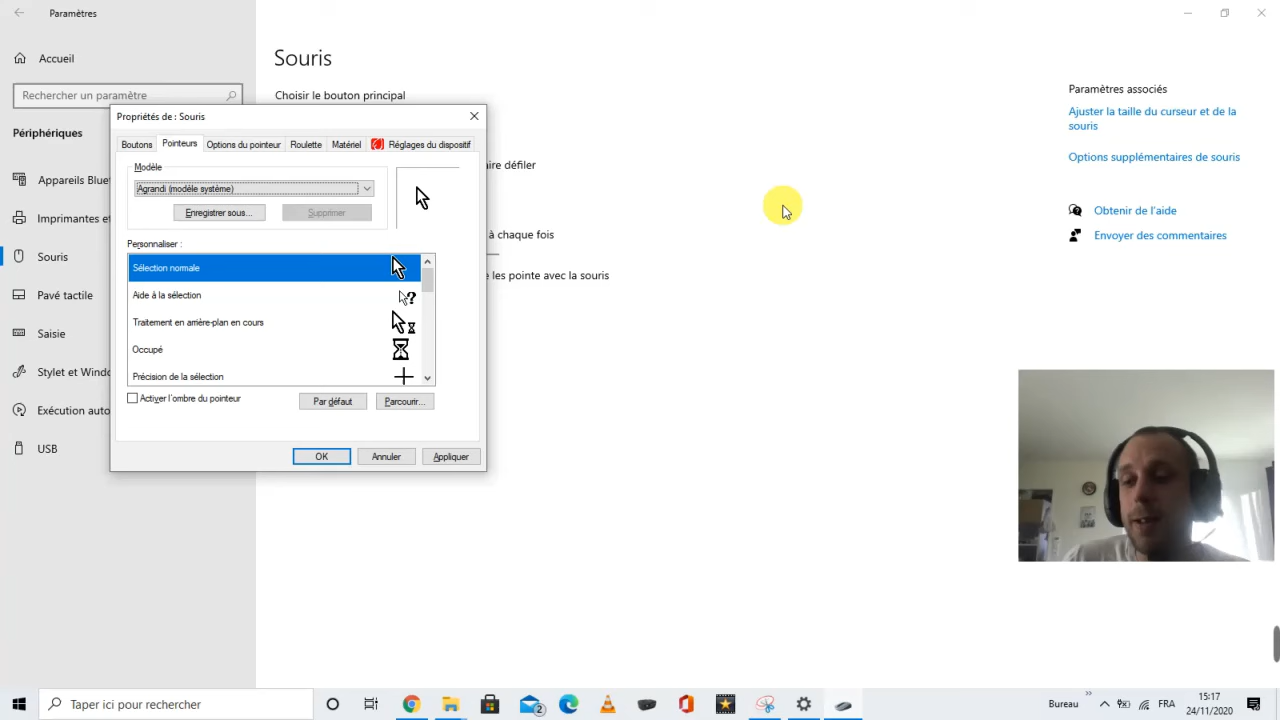 Paramètres
Accueil
Rechercher un paramètre
Périphériques
Appareils Blue
Imprimantes et
Souris
Pavé tactile
Saisie
Stylet et Windo
Exécution auto
USB
Souris
Choisir le bouton principal
aire défiler
à chaque fois
e les pointe avec la souris
Paramètres associés
Ajuster la taille du curseur et de la
souris
Options supplémentaires de souris
Obtenir de l'aide
Envoyer des commentaires
Propriétés de : Souris
Boutons Pointeurs Options du pointeur Roulette Matériel Réglages du dispositif
Modèle
Agrandi (modèle système)
Enregistrer sous... Supprimer
Personnaliser :
Sélection normale
Aide à la sélection
Traitement en arrière-plan en cours
Occupé
Précision de la sélection
Activer l'ombre du pointeur
Par défaut Parcourir...
OK Annuler Appliquer
Taper ici pour rechercher
2
Bureau
FRA
15:17
24/11/2020